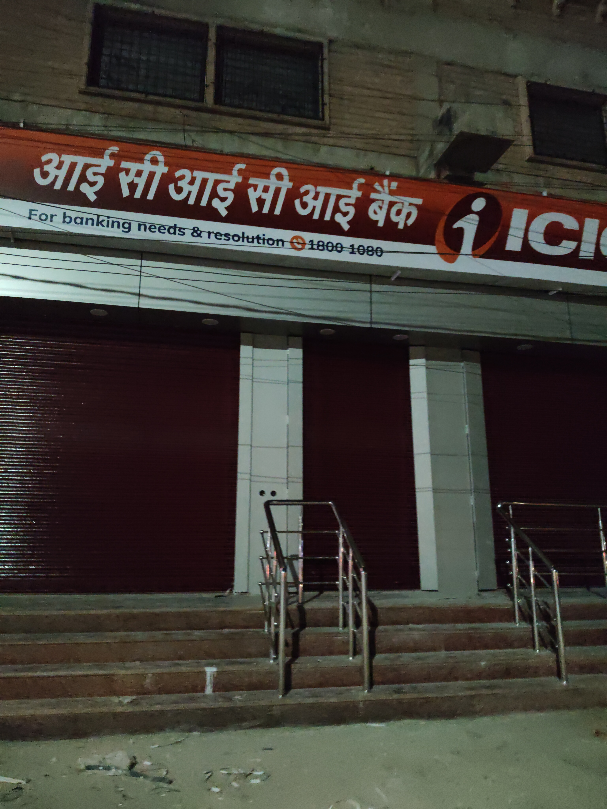 आई सी आई सी आई बैंक
ICIC
For banking needs & resolution 1800 1080